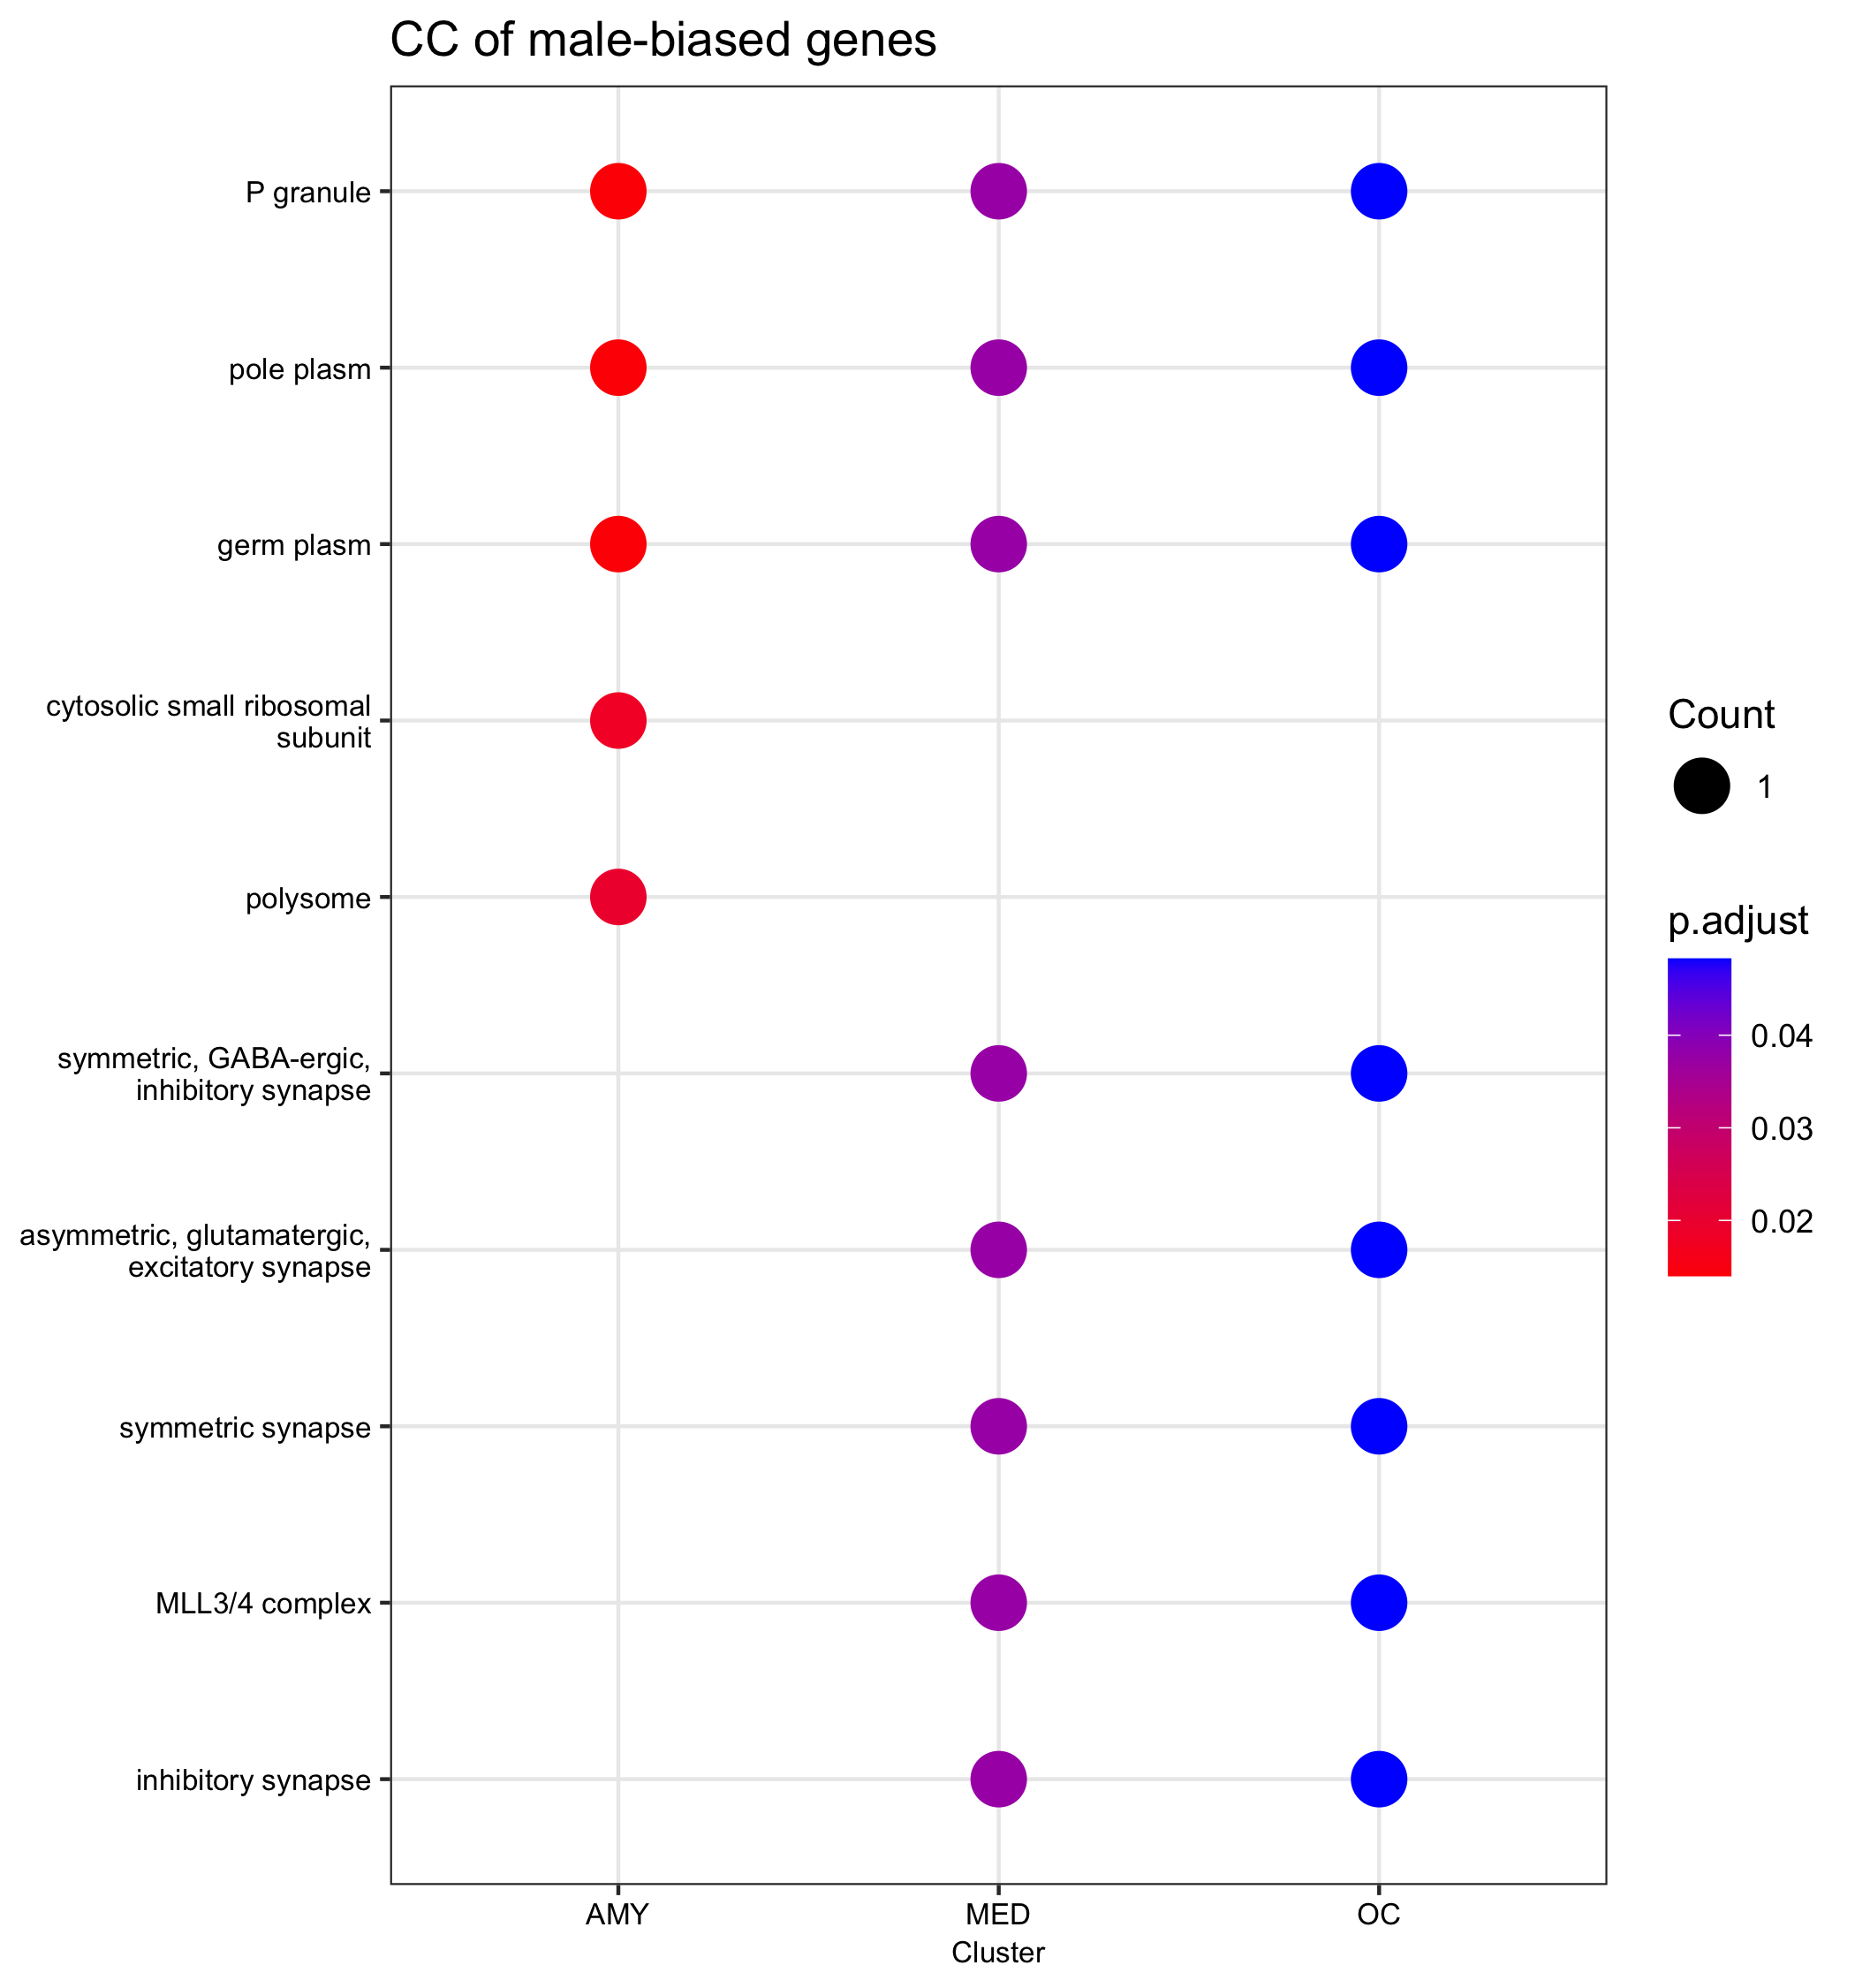 CC of male-biased genes
P granule
pole plasm
germ plasm
cytosolic small ribosomal
subunit
polysome
symmetric, GABA-ergic,
inhibitory synapse
asymmetric, glutamatergic,
excitatory synapse
symmetric synapse
MLL3/4 complex
inhibitory synapse
AMY
MED
OC
Cluster
Count
1
p.adjust
0.04
0.03
0.02